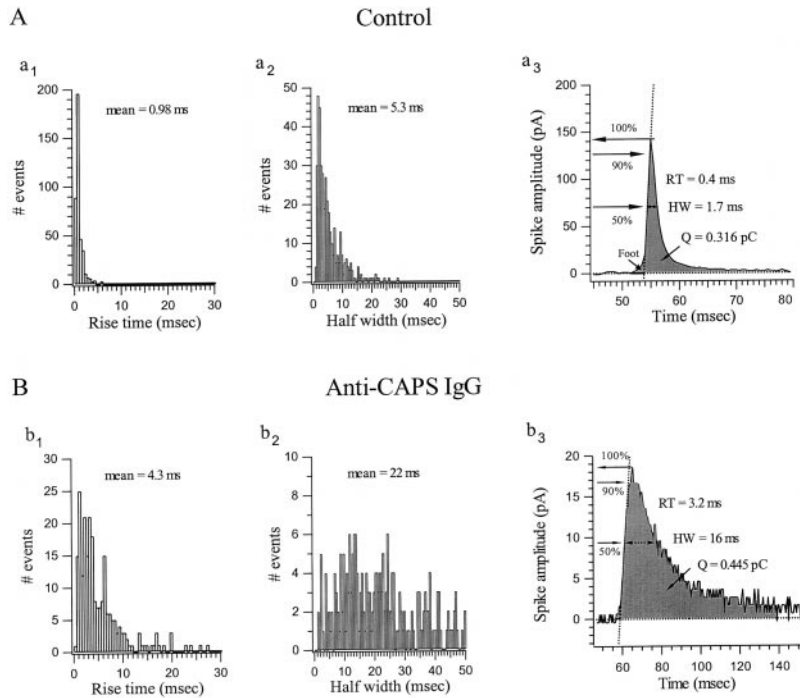 A
Control
a1
mean = 0.98 ms
# events
200
150
100
50
0
0 10 20 30
Rise time (msec)
a2
mean = 5.3 ms
# events
50
40
30
20
10
0
0 10 20 30 40 50
Half width (msec)
a3
Spike amplitude (pA)
200
150
100
50
0
100%
90%
50%
RT = 0.4 ms
HW = 1.7 ms
Q = 0.316 pC
Foot
50 60 70 80
Time (msec)
B
Anti-CAPS IgG
b1
mean = 4.3 ms
# events
30
25
20
15
10
5
0
0 10 20 30
Rise time (msec)
b2
mean = 22 ms
# events
10
8
6
4
2
0
0 10 20 30 40 50
Half width (msec)
b3
Spike amplitude (pA)
20
15
10
5
0
100%
90%
50%
RT = 3.2 ms
HW = 16 ms
Q = 0.445 pC
60 80 100 120 140
Time (msec)